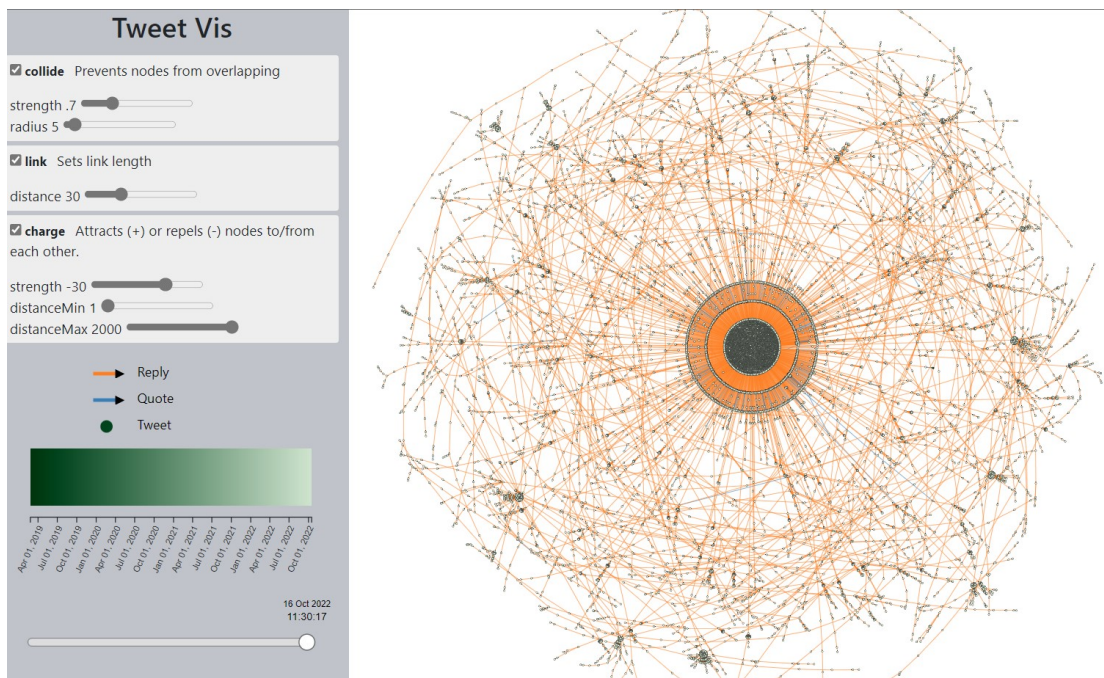 Tweet Vis
collide Prevents nodes from overlapping
strength .7
radius 5
link Sets link length
distance 30
charge Attracts (+) or repels (-) nodes to/from
each other.
strength -30
distanceMin 1
distanceMax 2000
Reply
Quote
Tweet
Apr 01, 2019
Jul 01, 2019
Oct 01, 2019
Jan 01, 2020
Apr 01, 2020
Jul 01, 2020
Oct 01, 2020
Jan 01, 2021
Apr 01, 2021
Jul 01, 2021
Oct 01, 2021
Jan 01, 2022
Apr 01, 2022
Jul 01, 2022
Oct 01, 2022
16 Oct 2022
11:30:17